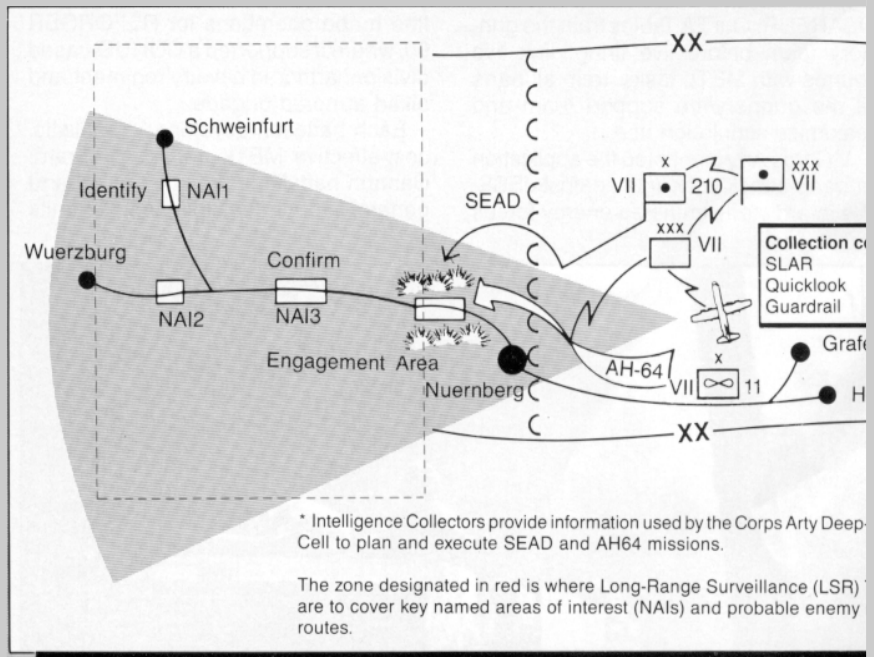 XX
Schweinfurt
Identify NAI1
Wuerzburg
NAI2
Confirm
NAI3
Engagement Area
Nuernberg
SEAD
x
VII 210
xxx
VII
xxx
VII
Collection
SLAR
Quicklook
Guardrail
AH-64
x
VII 11
XX
* Intelligence Collectors provide information used by the Corps Arty Deep-
Cell to plan and execute SEAD and AH64 missions.
The zone designated in red is where Long-Range Surveillance (LSR)
are to cover key named areas of interest (NAIs) and probable enemy
routes.